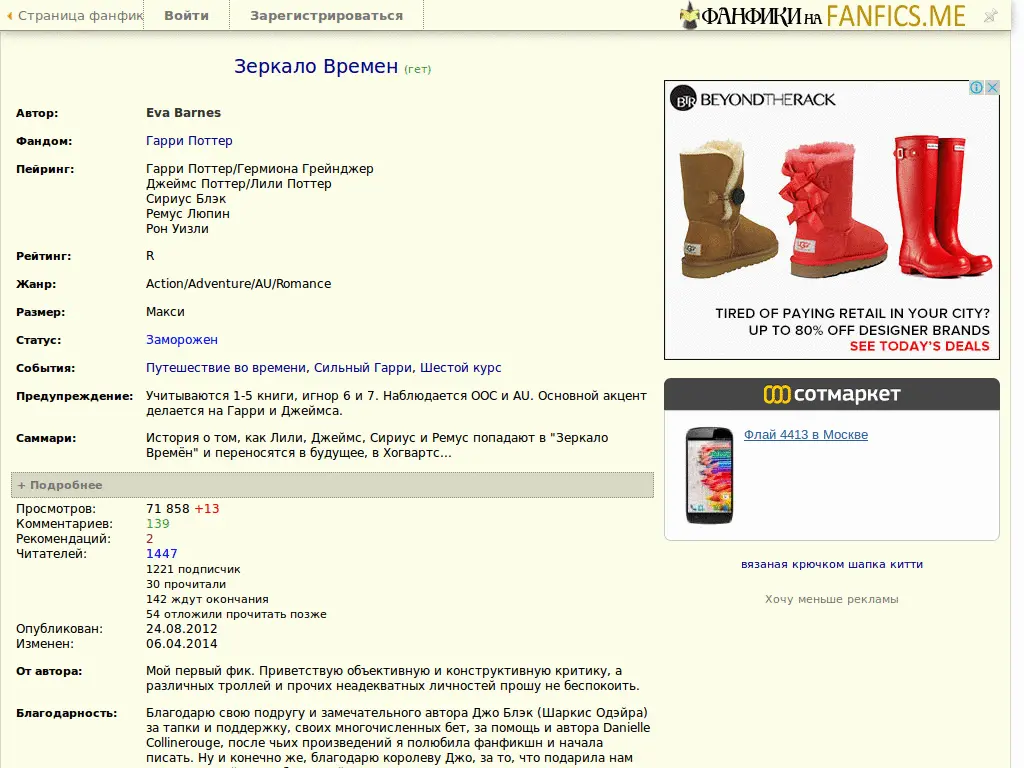 Страница фанфик
Войти
Зарегистрироваться
ФАНФИКИ НА FANFICS.ME
Зеркало Времен (гет)
Автор: Eva Barnes
Фандом: Гарри Поттер
Пейринг: Гарри Поттер/Гермиона Грейнджер
Джеймс Поттер/Лили Поттер
Сириус Блэк
Ремус Люпин
Рон Уизли
Рейтинг: R
Жанр: Action/Adventure/AU/Romance
Размер: Макси
Статус: Заморожен
События: Путешествие во времени, Сильный Гарри, Шестой курс
Предупреждение: Учитываются 1-5 книги, игнор 6 и 7. Наблюдается ООС и AU. Основной акцент
делается на Гарри и Джеймса.
Саммари: История о том, как Лили, Джеймс, Сириус и Ремус попадают в "Зеркало
Времён" и переносятся в будущее, в Хогвартс...
+ Подробнее
Просмотров: 71 858 +13
Комментариев: 139
Рекомендаций: 2
Читателей: 1447
1221 подписчик
30 прочитали
142 ждут окончания
54 отложили прочитать позже
Опубликован: 24.08.2012
Изменен: 06.04.2014
От автора: Мой первый фик. Приветствую объективную и конструктивную критику, а
различных троллей и прочих неадекватных личностей прошу не беспокоить.
Благодарность: Благодарю свою подругу и замечательного автора Джо Блэк (Шаркис Одэйра)
за тапки и поддержку, своих многочисленных бет, за помощь и автора Danielle
Collinerouge, после чьих произведений я полюбила фанфикшн и начала
писать. Ну и конечно же, благодарю королеву Джо, за то, что подарила нам
BTR BEYONDTHERACK
TIRED OF PAYING RETAIL IN YOUR CITY?
UP TO 80% OFF DESIGNER BRANDS
SEE TODAY'S DEALS
сотмаркет
Флай 4413 в Москве
вязаная крючком шапка китти
Хочу меньше рекламы